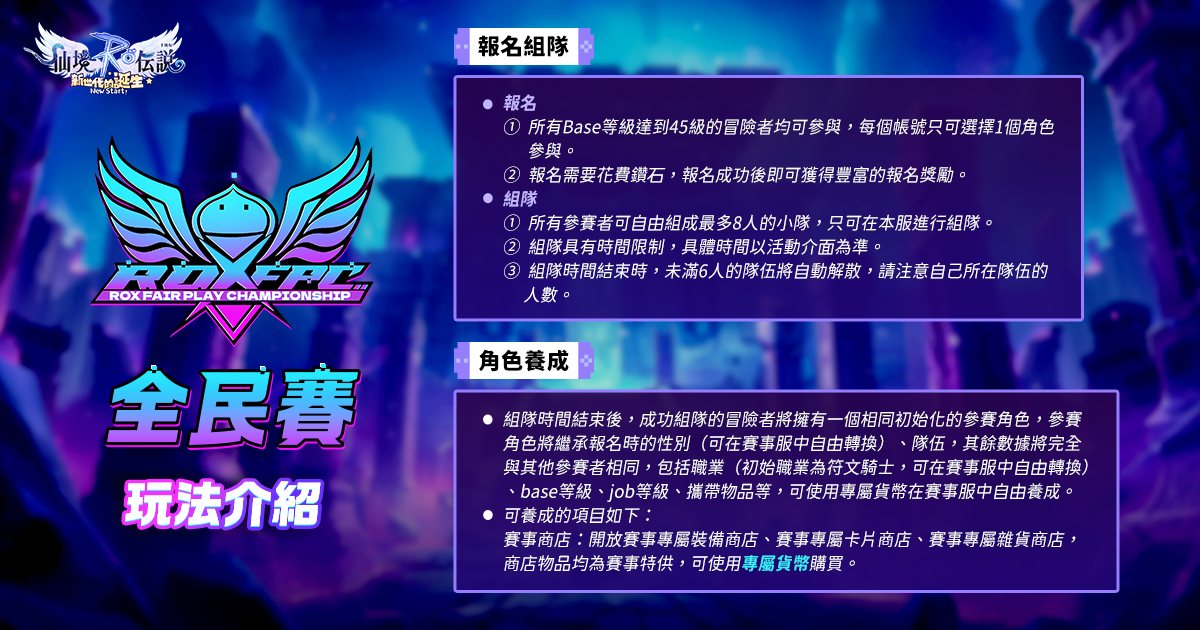 仙境Ro伝説
新世代的誕生
New Start!
ROXFPC
ROX FAIR PLAY CHAMPIONSHIP
全民賽
玩法介紹
報名組隊
● 報名
① 所有Base等級達到45級的冒險者均可參與，每個帳號只可選擇1個角色
參與。
② 報名需要花費鑽石，報名成功後即可獲得豐富的報名獎勵。
● 組隊
① 所有參賽者可自由組成最多8人的小隊，只可在本服進行組隊。
② 組隊具有時間限制，具體時間以活動介面為準。
③ 組隊時間結束時，未滿6人的隊伍將自動解散，請注意自己所在隊伍的
人數。
角色養成
● 組隊時間結束後，成功組隊的冒險者將擁有一個相同初始化的參賽角色，參賽
角色將繼承報名時的性別（可在賽事服中自由轉換）、隊伍，其餘數據將完全
與其他參賽者相同，包括職業（初始職業為符文騎士，可在賽事服中自由轉換）
、base等級、job等級、攜帶物品等，可使用專屬貨幣在賽事服中自由養成。
● 可養成的項目如下：
賽事商店：開放賽事專屬裝備商店、賽事專屬卡片商店、賽事專屬雜貨商店，
商店物品均為賽事特供，可使用專屬貨幣購買。